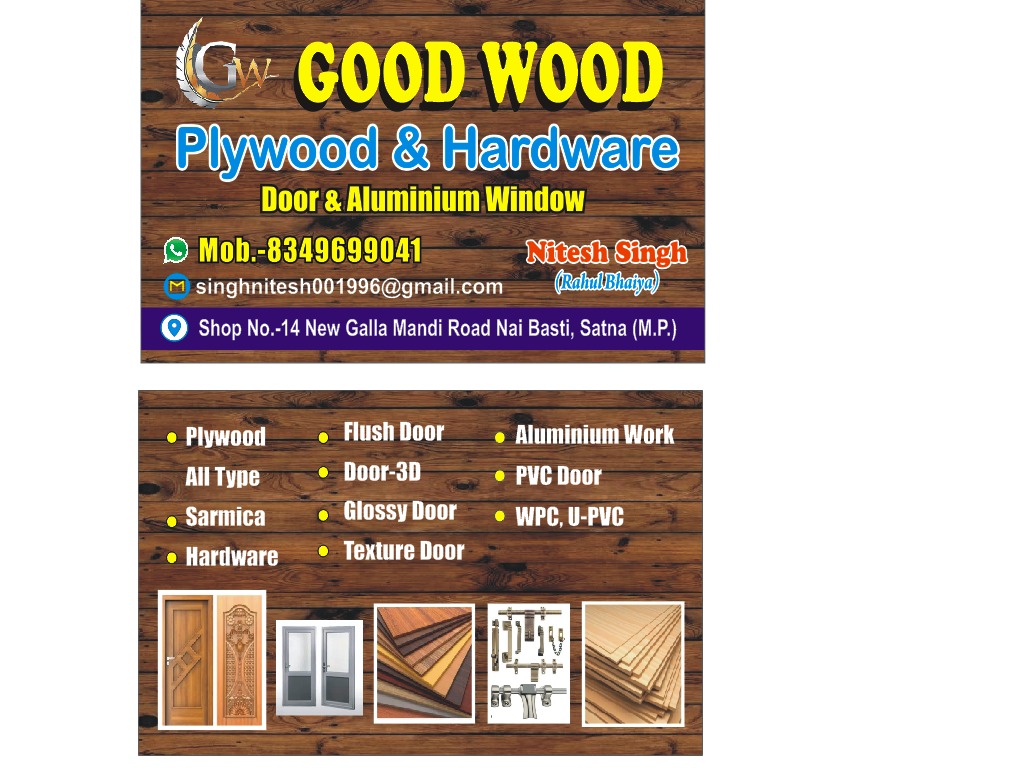 GW GOOD WOOD
Plywood & Hardware
Door & Aluminium Window
Mob.-8349699041
Nitesh Singh
singhnitesh001996@gmail.com
(Rahul Bhaiya)
Shop No.-14 New Galla Mandi Road Nai Basti, Satna (M.P.)
Plywood
All Type
Sarmica
Hardware
Flush Door
Door-3D
Glossy Door
Texture Door
Aluminium Work
PVC Door
WPC, U-PVC